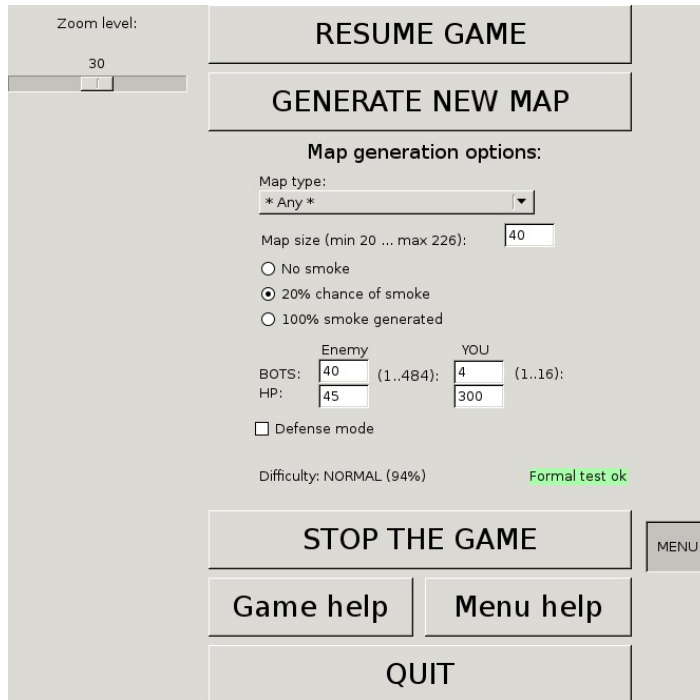 Zoom level:
30
RESUME GAME
GENERATE NEW MAP
Map generation options:
Map type:
* Any *
Map size (min 20 ... max 226): 40
No smoke
20% chance of smoke
100% smoke generated
Enemy YOU
BOTS: 40 (1..484): 4 (1..16):
HP: 45 300
Defense mode
Difficulty: NORMAL (94%) Formal test ok
STOP THE GAME
MENU
Game help Menu help
QUIT